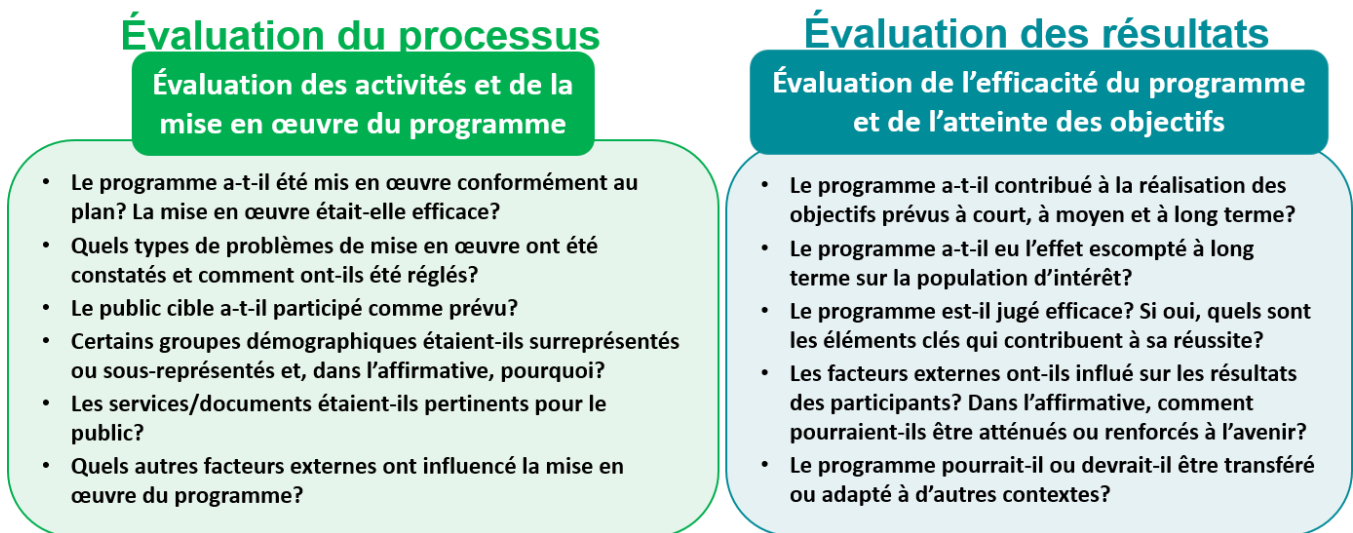 Évaluation du processus
Évaluation des activités et de la
mise en œuvre du programme
• Le programme a-t-il été mis en œuvre conformément au
plan? La mise en œuvre était-elle efficace?
• Quels types de problèmes de mise en œuvre ont été
constatés et comment ont-ils été réglés?
• Le public cible a-t-il participé comme prévu?
• Certains groupes démographiques étaient-ils surreprésentés
ou sous-représentés et, dans l’affirmative, pourquoi?
• Les services/documents étaient-ils pertinents pour le
public?
• Quels autres facteurs externes ont influencé la mise en
œuvre du programme?
Évaluation des résultats
Évaluation de l’efficacité du programme
et de l’atteinte des objectifs
• Le programme a-t-il contribué à la réalisation des
objectifs prévus à court, à moyen et à long terme?
• Le programme a-t-il eu l’effet escompté à long
terme sur la population d’intérêt?
• Le programme est-il jugé efficace? Si oui, quels sont
les éléments clés qui contribuent à sa réussite?
• Les facteurs externes ont-ils influé sur les résultats
des participants? Dans l’affirmative, comment
pourraient-ils être atténués ou renforcés à l’avenir?
• Le programme pourrait-il ou devrait-il être transféré
ou adapté à d’autres contextes?